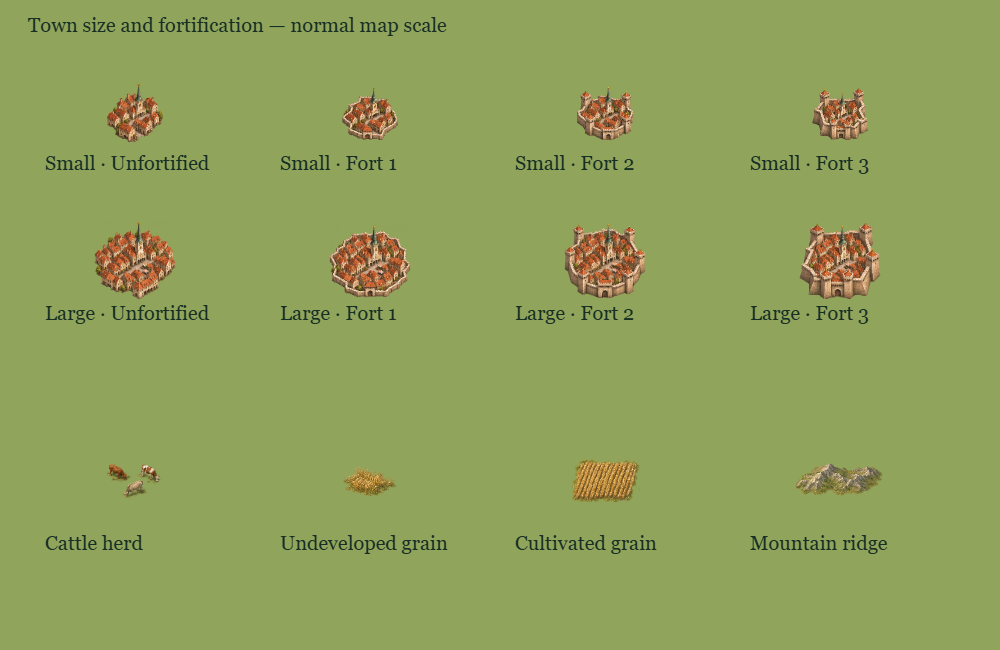 Town size and fortification — normal map scale
Small · Unfortified
Small · Fort 1
Small · Fort 2
Small · Fort 3
Large · Unfortified
Large · Fort 1
Large · Fort 2
Large · Fort 3
Cattle herd
Undeveloped grain
Cultivated grain
Mountain ridge